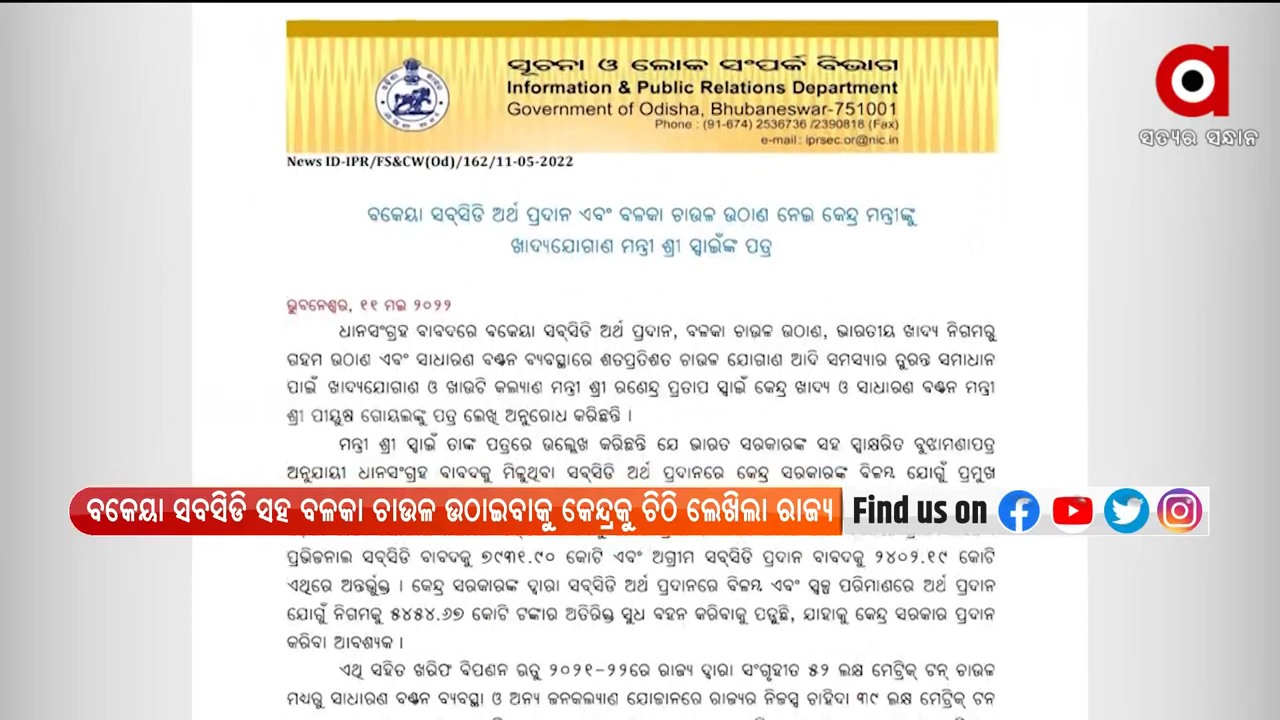 ସୂଚନା ଓ ଲୋକ ସଂପର୍କ ବିଭାଗ
Information & Public Relations Department
Government of Odisha, Bhubaneswar-751001
Phone : (91-674) 2536736 /2390818 (Fax)
e-mail : iprsec.or@nic.in
ସତ୍ୟର ସନ୍ଧାନ
News ID-IPR/FS&CW(Od)/162/11-05-2022
ବକେୟା ସବ୍‌ସିଡି ଅର୍ଥ ପ୍ରଦାନ ଏବଂ ବଳକା ଚାଉଳ ଉଠାଣ ନେଇ କେନ୍ଦ୍ର ମନ୍ତ୍ରୀଙ୍କୁ
ଖାଦ୍ୟଯୋଗାଣ ମନ୍ତ୍ରୀ ଶ୍ରୀ ସ୍ୱାଇଁଙ୍କ ପତ୍ର
ଭୁବନେଶ୍ୱର, ୧୧ ମଇ ୨୦୨୨
ଧାନସଂଗ୍ରହ ବାବଦରେ ବକେୟା ସବ୍‌ସିଡି ଅର୍ଥ ପ୍ରଦାନ, ବଳକା ଚାଉଳ ଉଠାଣ, ଭାରତୀୟ ଖାଦ୍ୟ ନିଗମରୁ
ଗହମ ଉଠାଣ ଏବଂ ସାଧାରଣ ବଣ୍ଟନ ବ୍ୟବସ୍ଥାରେ ଶତପ୍ରତିଶତ ଚାଉଳ ଯୋଗାଣ ଆଦି ସମସ୍ୟାର ତୁରନ୍ତ ସମାଧାନ
ପାଇଁ ଖାଦ୍ୟଯୋଗାଣ ଓ ଖାଉଟି କଲ୍ୟାଣ ମନ୍ତ୍ରୀ ଶ୍ରୀ ରଣେନ୍ଦ୍ର ପ୍ରତାପ ସ୍ୱାଇଁ କେନ୍ଦ୍ର ଖାଦ୍ୟ ଓ ସାଧାରଣ ବଣ୍ଟନ ମନ୍ତ୍ରୀ
ଶ୍ରୀ ପୀୟୂଷ ଗୋୟଲଙ୍କୁ ପତ୍ର ଲେଖି ଅନୁରୋଧ କରିଛନ୍ତି ।
ମନ୍ତ୍ରୀ ଶ୍ରୀ ସ୍ୱାଇଁ ତାଙ୍କ ପତ୍ରରେ ଉଲ୍ଲେଖ କରିଛନ୍ତି ଯେ ଭାରତ ସରକାରଙ୍କ ସହ ସ୍ୱାକ୍ଷରିତ ବୁଝାମଣାପତ୍ର
ଅନୁଯାୟୀ ଧାନସଂଗ୍ରହ ବାବଦକୁ ମିଳୁଥିବା ସବ୍‌ସିଡି ଅର୍ଥ ପ୍ରଦାନରେ କେନ୍ଦ୍ର ସରକାରଙ୍କ ବିଳମ୍ବ ଯୋଗୁଁ ପ୍ରମୁଖ
ବକେୟା ସବସିଡି ସହ ବଳକା ଚାଉଳ ଉଠାଇବାକୁ କେନ୍ଦ୍ରକୁ ଚିଠି ଲେଖିଲା ରାଜ୍ୟ
Find us on
ପ୍ରଭିଜନାଲ ସବ୍‌ସିଡି ବାବଦକୁ ୭୯୩୧.୯୦ କୋଟି ଏବଂ ଅଗ୍ରୀମ ସବ୍‌ସିଡି ପ୍ରଦାନ ବାବଦକୁ ୨୪୦୨.୧୯ କୋଟି
ଏଥିରେ ଅନ୍ତର୍ଭୁକ୍ତ । କେନ୍ଦ୍ର ସରକାରଙ୍କ ଦ୍ୱାରା ସବ୍‌ସିଡି ଅର୍ଥ ପ୍ରଦାନରେ ବିଳମ୍ବ ଏବଂ ସ୍ୱଳ୍ପ ପରିମାଣରେ ଅର୍ଥ ପ୍ରଦାନ
ଯୋଗୁଁ ନିଗମକୁ ୫୪୫୪.୬୭ କୋଟି ଟଙ୍କାର ଅତିରିକ୍ତ ସୁଧ ବହନ କରିବାକୁ ପଡୁଛି, ଯାହାକୁ କେନ୍ଦ୍ର ସରକାର ପ୍ରଦାନ
କରିବା ଆବଶ୍ୟକ ।
ଏଥି ସହିତ ଖରିଫ ବିପଣନ ଋତୁ ୨୦୨୧-୨୨ରେ ରାଜ୍ୟ ଦ୍ୱାରା ସଂଗୃହୀତ ୫୨ ଲକ୍ଷ ମେଟ୍ରିକ୍ ଟନ୍ ଚାଉଳ
ମଧ୍ୟରୁ ସାଧାରଣ ବଣ୍ଟନ ବ୍ୟବସ୍ଥା ଓ ଅନ୍ୟ ଜନକଲ୍ୟାଣ ଯୋଜନାରେ ରାଜ୍ୟର ନିଜସ୍ୱ ଚାହିଦା ୩୯ ଲକ୍ଷ ମେଟ୍ରିକ୍ ଟନ୍